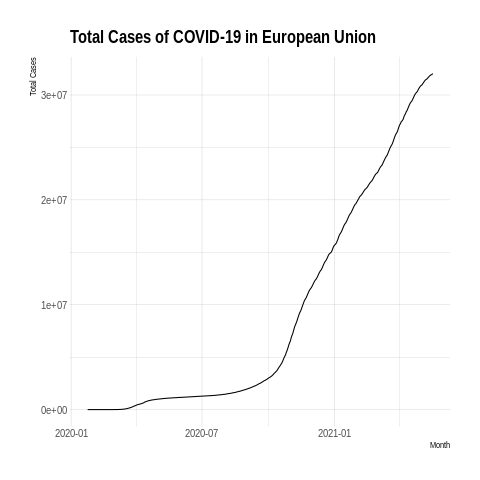 Total Cases of COVID-19 in European Union
Total Cases
3e+07
2e+07
1e+07
0e+00
2020-01 2020-07 2021-01
Month